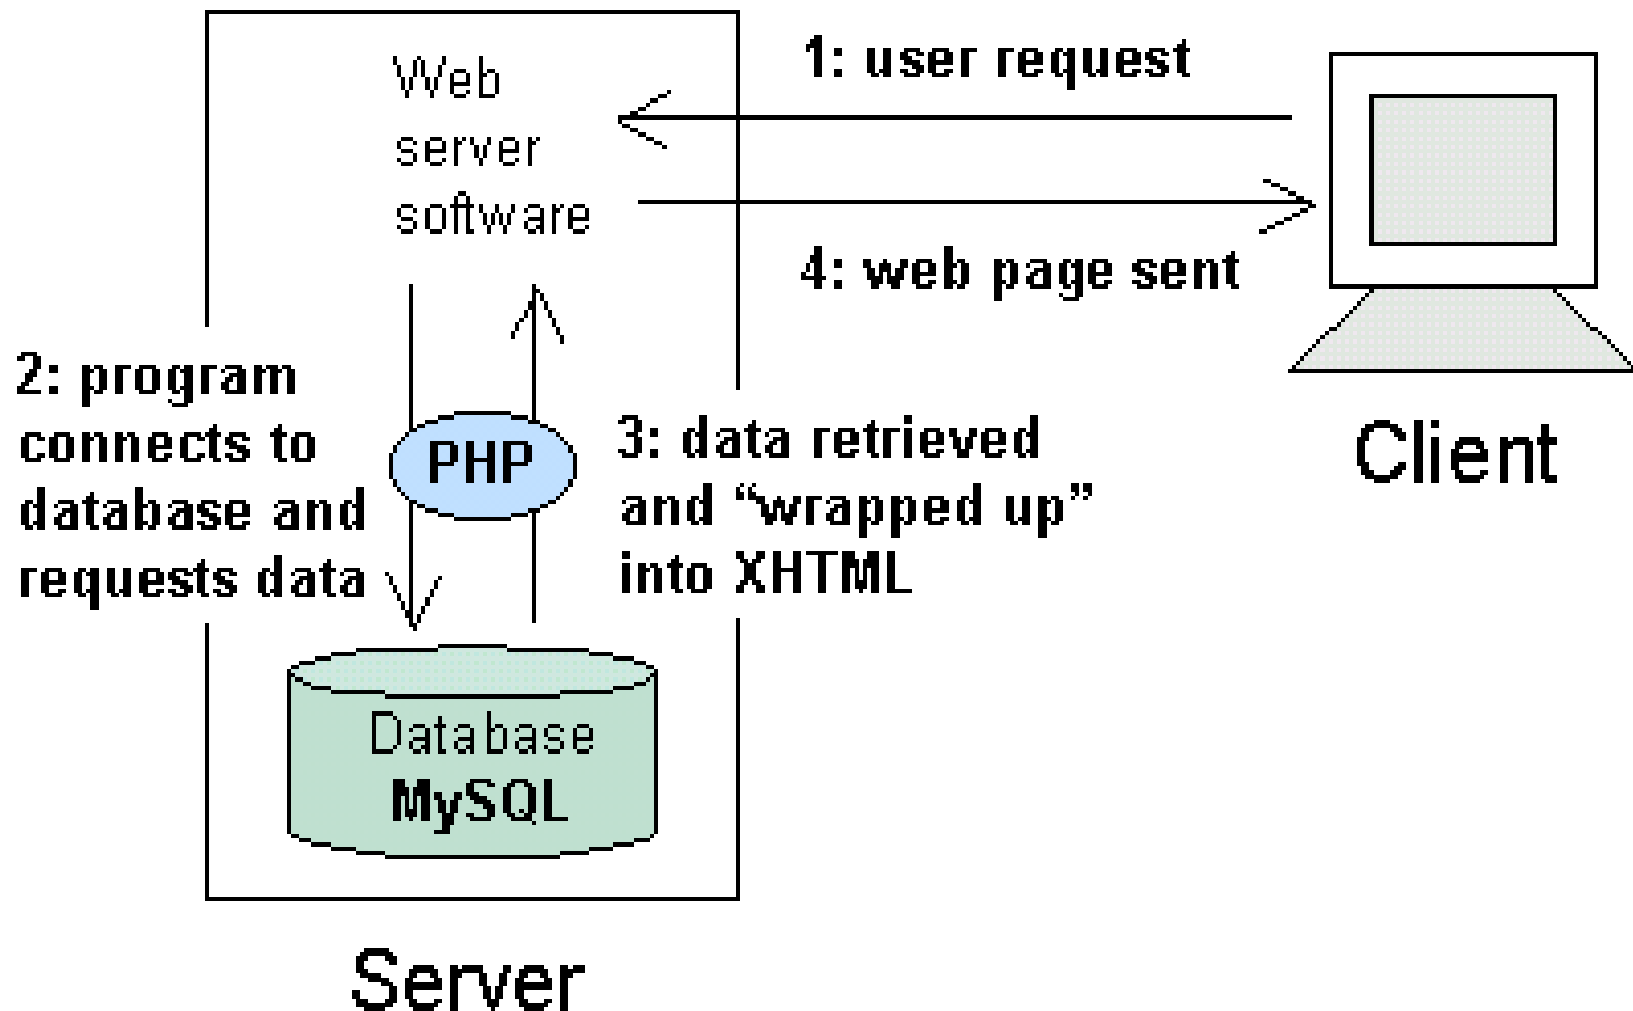 Web
server
software
1: user request
4: web page sent
2: program
connects to
database and
requests data
PHP
3: data retrieved
and “wrapped up”
into XHTML
Client
Database
MySQL
Server